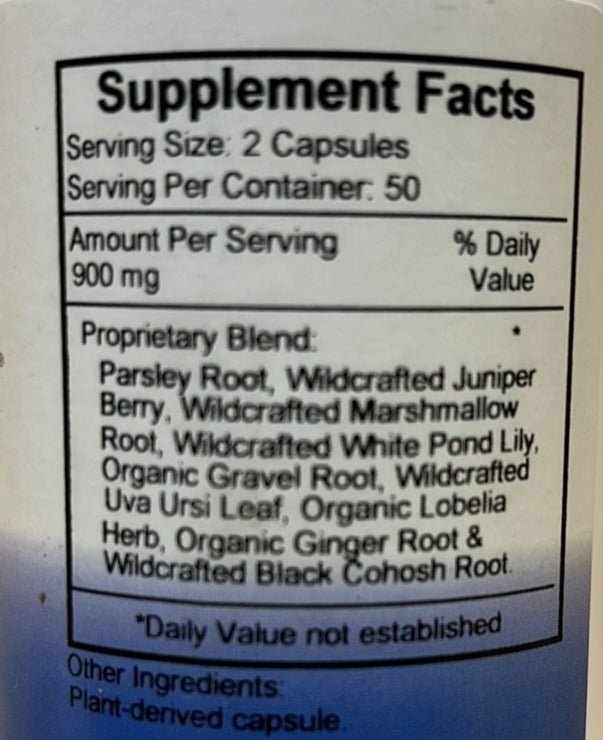 Supplement Facts
Serving Size: 2 Capsules
Serving Per Container: 50
Amount Per Serving % Daily
900 mg Value
Proprietary Blend: *
Parsley Root, Wildcrafted Juniper
Berry, Wildcrafted Marshmallow
Root, Wildcrafted White Pond Lily,
Organic Gravel Root, Wildcrafted
Uva Ursi Leaf, Organic Lobelia
Herb, Organic Ginger Root &
Wildcrafted Black Cohosh Root.
*Daily Value not established
Other Ingredients:
Plant-derived capsule.